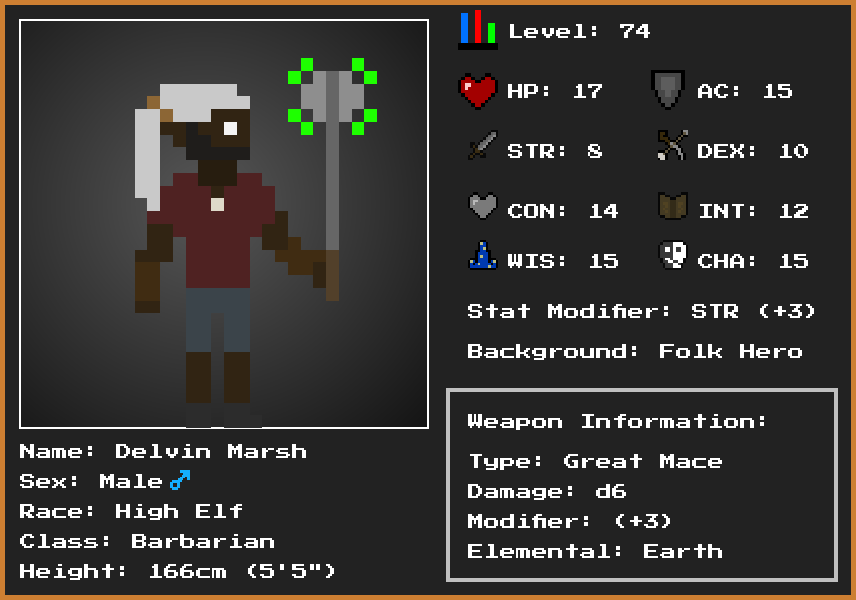 Level: 74
HP: 17
AC: 15
STR: 8
DEX: 10
CON: 14
INT: 12
WIS: 15
CHA: 15
Stat Modifier: STR (+3)
Background: Folk Hero
Weapon Information:
Type: Great Mace
Damage: d6
Modifier: (+3)
Elemental: Earth
Name: Delvin Marsh
Sex: Male♂
Race: High Elf
Class: Barbarian
Height: 166cm (5'5")